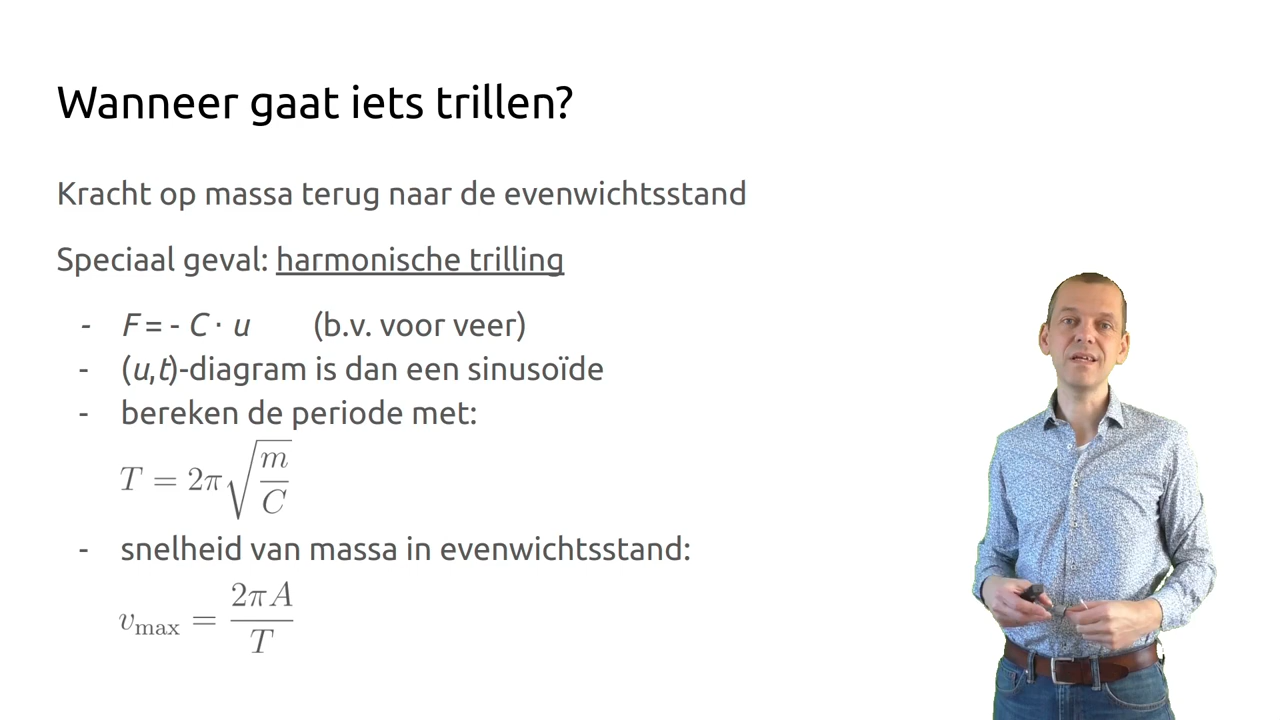 Wanneer gaat iets trillen?
Kracht op massa terug naar de evenwichtsstand
Speciaal geval: harmonische trilling
- F = - C · u (b.v. voor veer)
- (u,t)-diagram is dan een sinusoïde
- bereken de periode met:
T = 2π√(m/C)
- snelheid van massa in evenwichtsstand:
v_max = 2πA/T